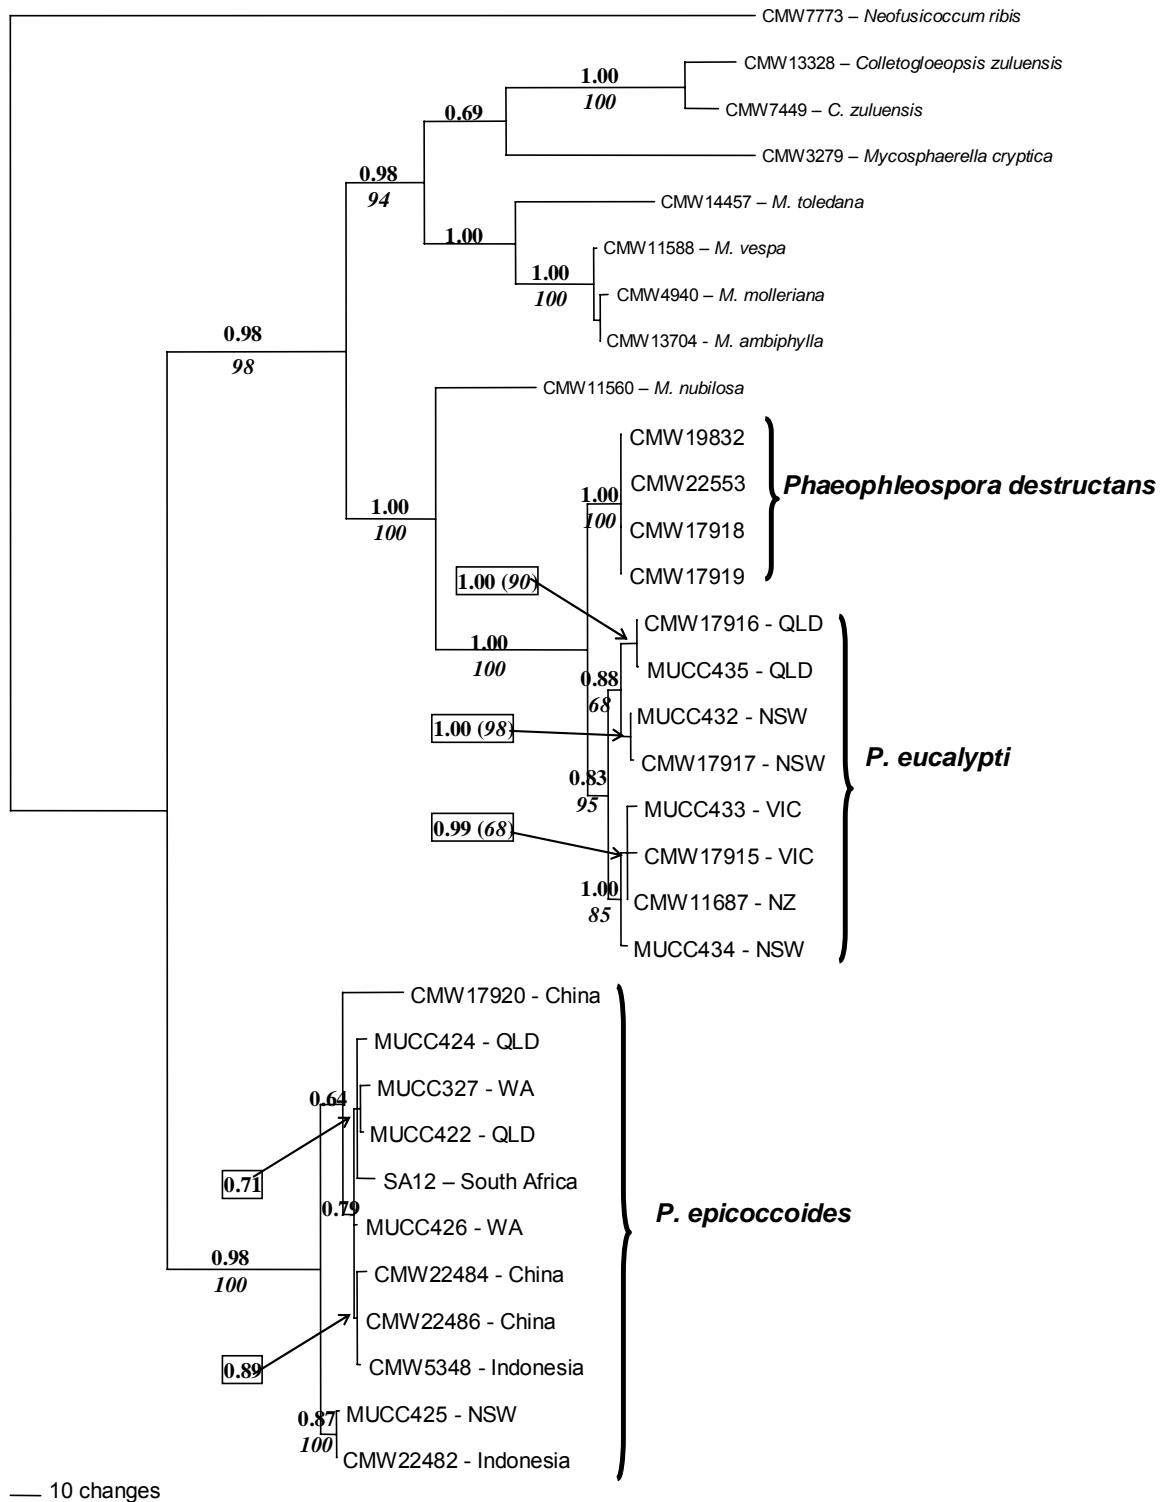 CMW7773 – Neofusicoccum ribis
CMW13328 – Colletogloeopsis zuluensis
1.00
100
CMW7449 – C. zuluensis
0.69
CMW3279 – Mycosphaerella cryptica
0.98
94
CMW14457 – M. toledana
1.00
CMW11588 – M. vespa
1.00
100
CMW4940 – M. molleriana
CMW13704 - M. ambiphylla
0.98
98
CMW11560 – M. nubilosa
CMW19832
CMW22553
Phaeophleospora destructans
1.00
100
1.00
100
CMW17918
CMW17919
1.00 (90)
CMW17916 - QLD
1.00
100
MUCC435 - QLD
0.88
68
MUCC432 - NSW
1.00 (98)
CMW17917 - NSW
P. eucalypti
0.83
95
MUCC433 - VIC
0.99 (68)
CMW17915 - VIC
1.00
85
CMW11687 - NZ
MUCC434 - NSW
CMW17920 - China
MUCC424 - QLD
MUCC327 - WA
0.64
MUCC422 - QLD
0.71
SA12 – South Africa
0.79
P. epicoccoides
MUCC426 - WA
0.98
100
CMW22484 - China
CMW22486 - China
0.89
CMW5348 - Indonesia
0.87
100
MUCC425 - NSW
CMW22482 - Indonesia
10 changes